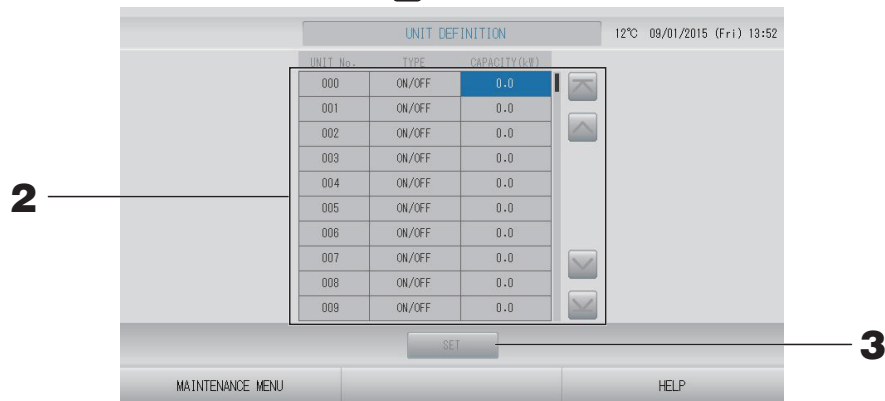 UNIT DEFINITION 12℃ 09/01/2015 (Fri) 13:52
UNIT No. TYPE CAPACITY(kW)
000 ON/OFF 0.0
001 ON/OFF 0.0
002 ON/OFF 0.0
003 ON/OFF 0.0
2 004 ON/OFF 0.0
005 ON/OFF 0.0
006 ON/OFF 0.0
007 ON/OFF 0.0
008 ON/OFF 0.0
009 ON/OFF 0.0
SET 3
MAINTENANCE MENU HELP